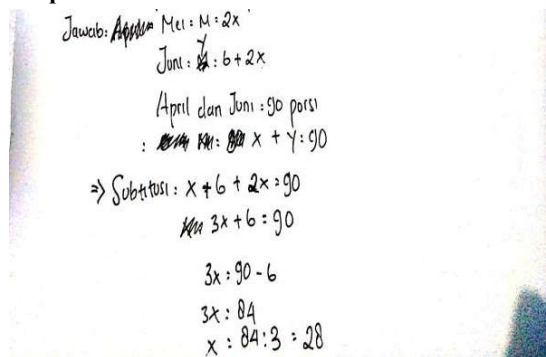 Jawab: Mei : M : 2x
Juni : y : 6 + 2x
April dan Juni : 90 porsi
: x + y : 90
=> Subtitusi : x + 6 + 2x = 90
3x + 6 : 90
3x : 90 - 6
3x : 84
x : 84 : 3 : 28